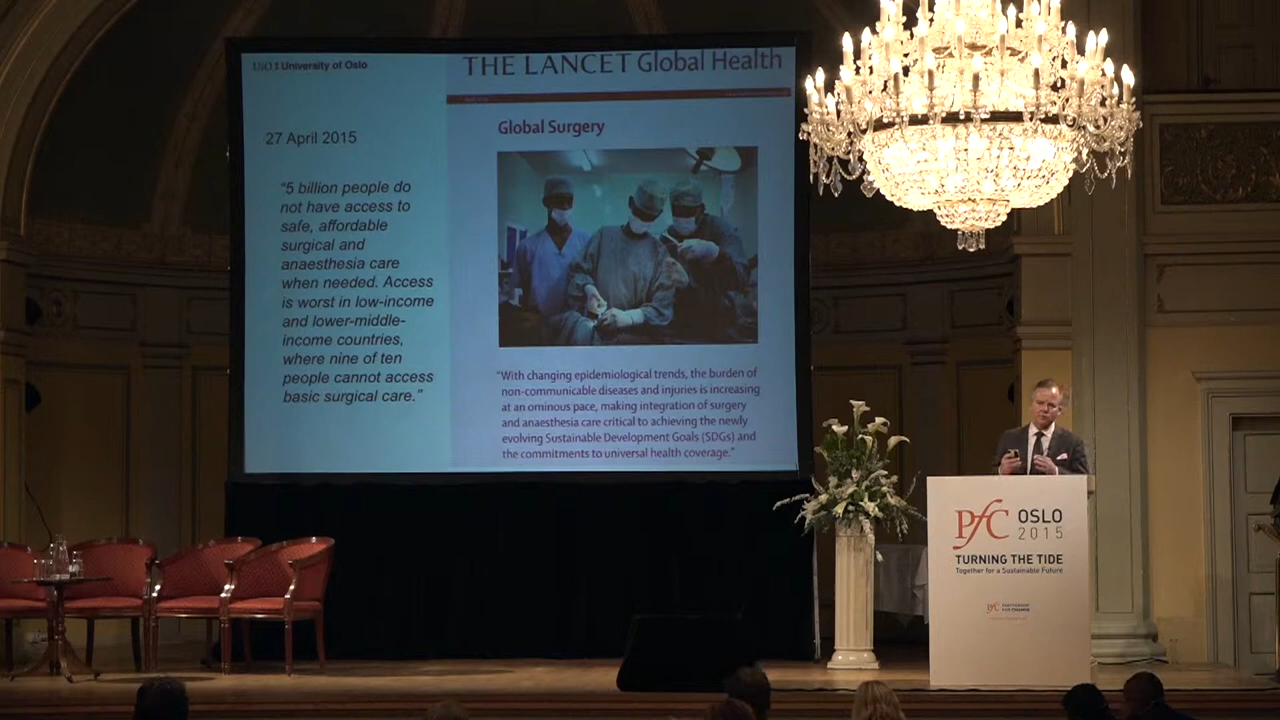 UiO University of Oslo
27 April 2015
“5 billion people do
not have access to
safe, affordable
surgical and
anaesthesia care
when needed. Access
is worst in low-income
and lower-middle-
income countries,
where nine of ten
people cannot access
basic surgical care.”
THE LANCET Global Health
Global Surgery
“With changing epidemiological trends, the burden of
non-communicable diseases and injuries is increasing
at an ominous pace, making integration of surgery
and anaesthesia care critical to achieving the newly
evolving Sustainable Development Goals (SDGs) and
the commitments to universal health coverage.”
PfC OSLO
2015
TURNING THE TIDE
Together for a Sustainable Future
PfC PARTNERSHIP
FOR CHANGE